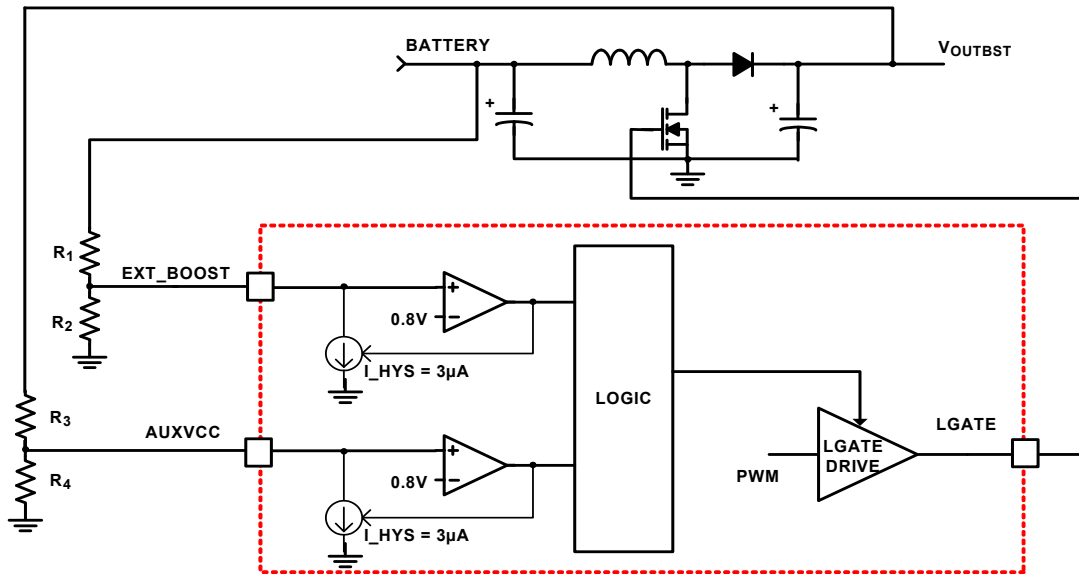 BATTERY
VOUTBST
+
+
R1
EXT_BOOST
R2
+
0.8V
−
I_HYS = 3µA
LOGIC
R3
AUXVCC
R4
+
0.8V
−
I_HYS = 3µA
LGATE
DRIVE
LGATE
PWM